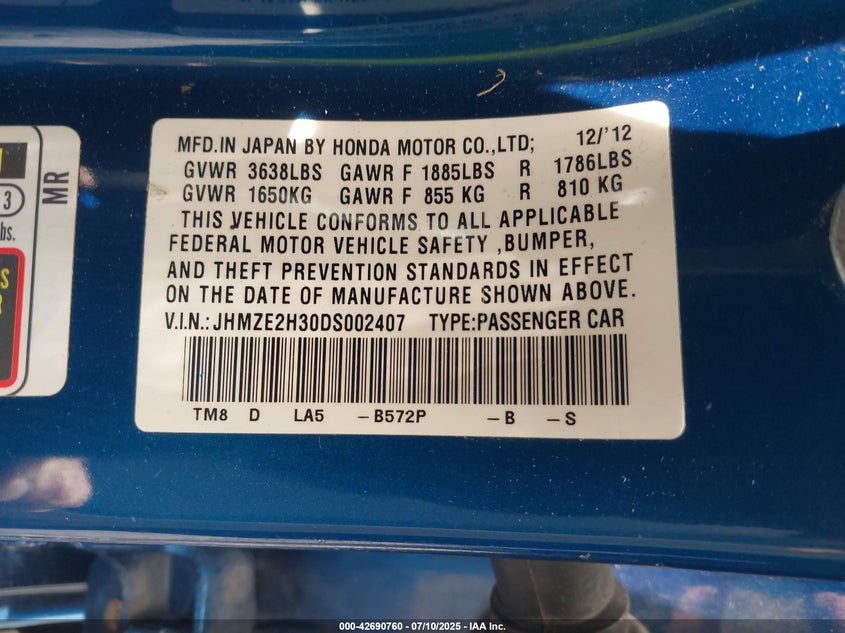 MFD.IN JAPAN BY HONDA MOTOR CO.,LTD; 12/'12
GVWR 3638LBS GAWR F 1885LBS R 1786LBS
GVWR 1650KG GAWR F 855 KG R 810 KG
THIS VEHICLE CONFORMS TO ALL APPLICABLE
FEDERAL MOTOR VEHICLE SAFETY ,BUMPER,
AND THEFT PREVENTION STANDARDS IN EFFECT
ON THE DATE OF MANUFACTURE SHOWN ABOVE.
V.I.N.:JHMZE2H30DS002407 TYPE:PASSENGER CAR
TM8 D LA5 -B572P -B -S
3
bs.
MR
S
R
000-42690760 - 07/10/2025 - IAA Inc.